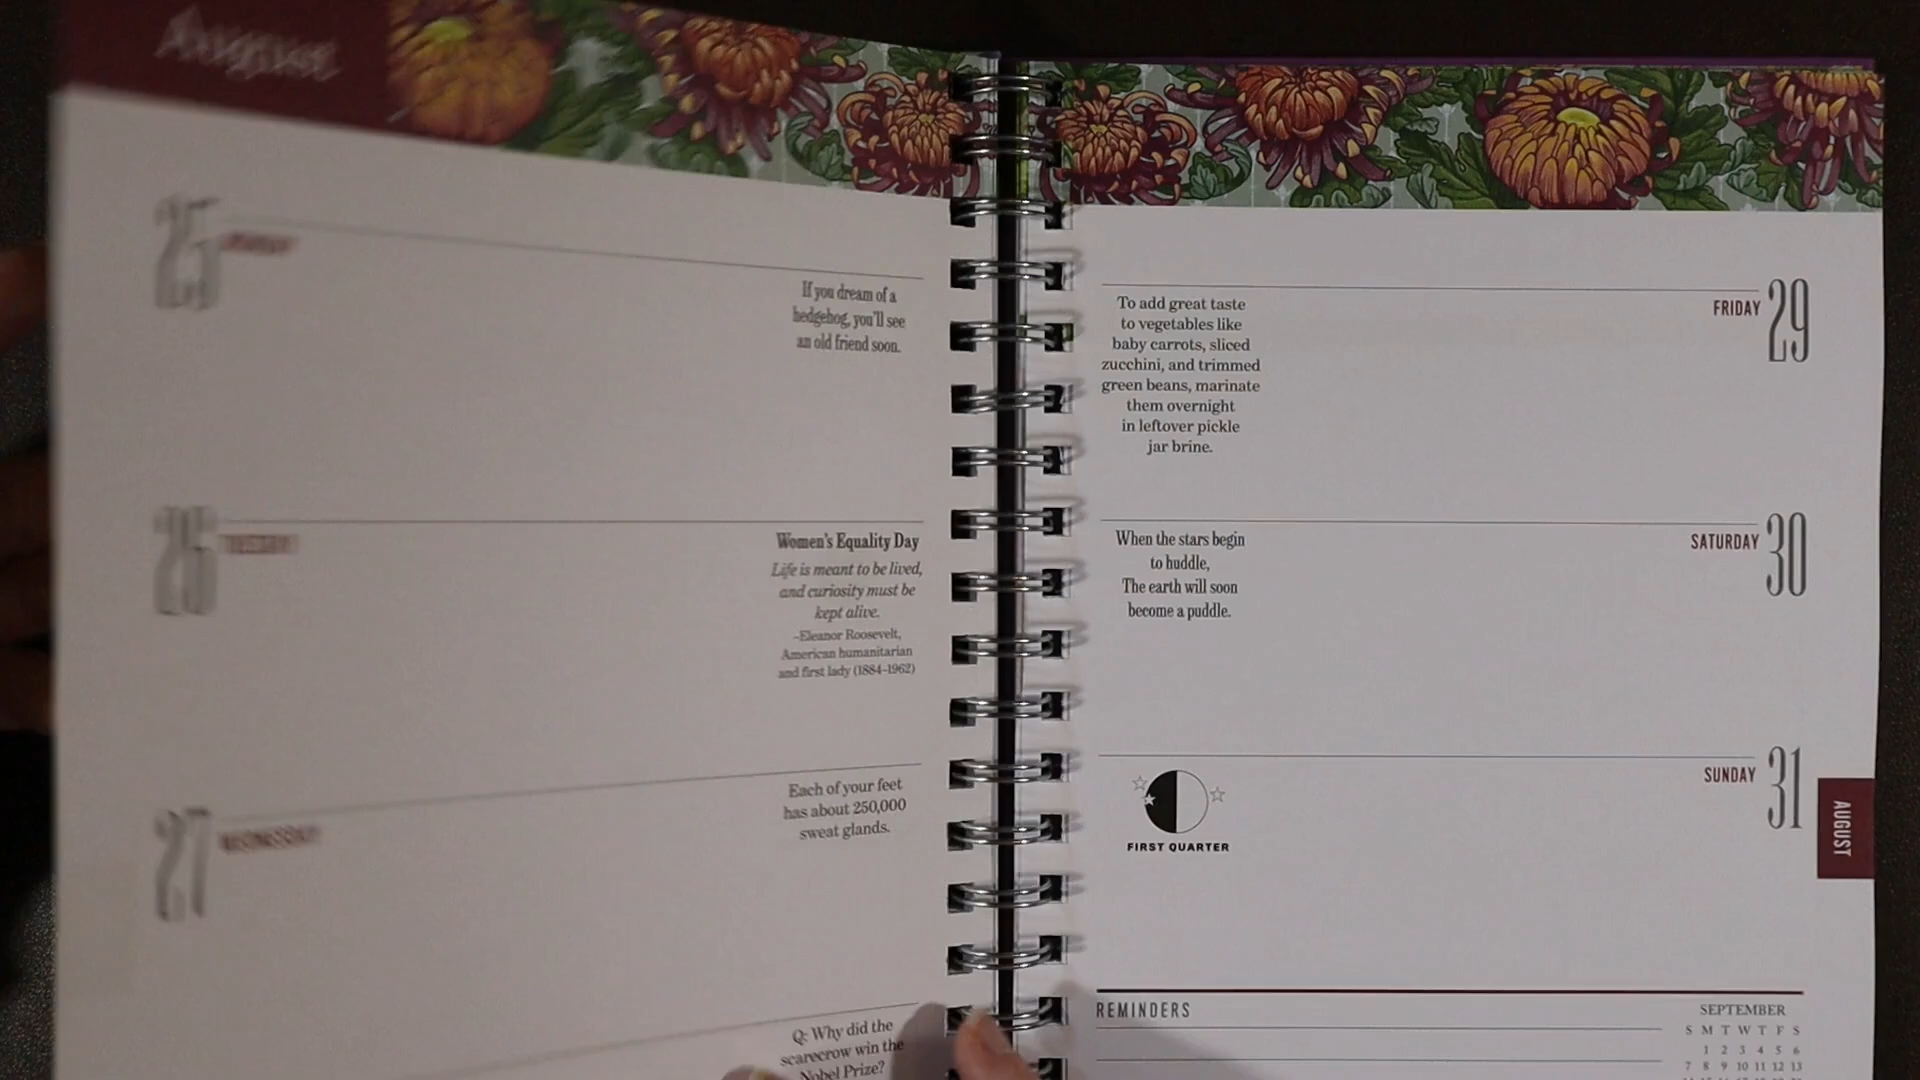 August
25 MONDAY
If you dream of a
hedgehog, you'll see
an old friend soon.
26 TUESDAY
Women's Equality Day
Life is meant to be lived,
and curiosity must be
kept alive.
–Eleanor Roosevelt,
American humanitarian
and first lady (1884–1962)
27 WEDNESDAY
Each of your feet
has about 250,000
sweat glands.
Q: Why did the
scarecrow win the
Nobel Prize?
FRIDAY 29
To add great taste
to vegetables like
baby carrots, sliced
zucchini, and trimmed
green beans, marinate
them overnight
in leftover pickle
jar brine.
SATURDAY 30
When the stars begin
to huddle,
The earth will soon
become a puddle.
SUNDAY 31
FIRST QUARTER
AUGUST
REMINDERS
SEPTEMBER
S M T W T F S
1 2 3 4 5 6
7 8 9 10 11 12 13